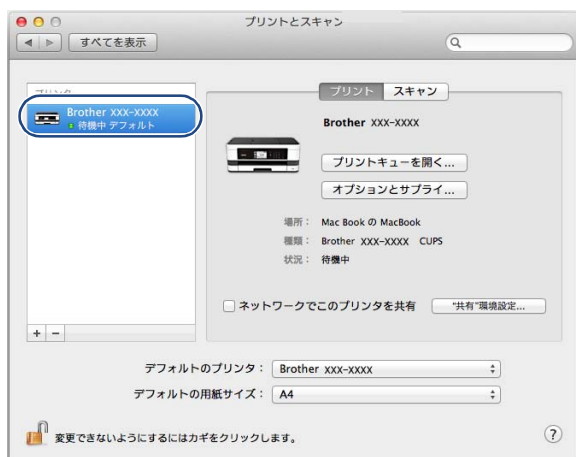 プリントとスキャン
すべてを表示
プリンタ
Brother XXX-XXXX
待機中 デフォルト
プリント スキャン
Brother XXX-XXXX
プリントキューを開く...
オプションとサプライ...
場所： Mac Book の MacBook
種類： Brother XXX-XXXX CUPS
状況： 待機中
ネットワークでこのプリンタを共有 "共有"環境設定...
+ −
デフォルトのプリンタ： Brother XXX-XXXX
デフォルトの用紙サイズ： A4
変更できないようにするにはカギをクリックします。 ?